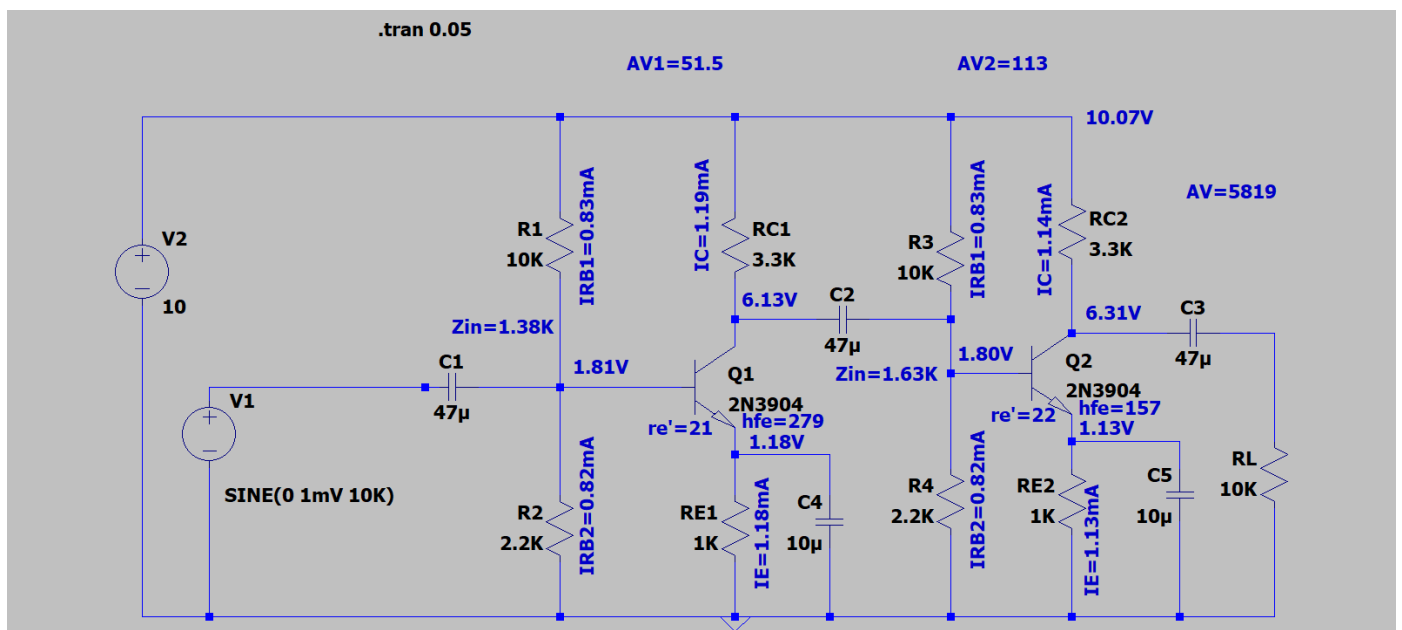 .tran 0.05
AV1=51.5
AV2=113
10.07V
AV=5819
V2
10
R1
10K
IRB1=0.83mA
IC=1.19mA
RC1
3.3K
R3
10K
IRB1=0.83mA
IC=1.14mA
RC2
3.3K
6.13V
C2
47µ
6.31V
C3
47µ
Zin=1.38K
C1
47µ
1.81V
Q1
2N3904
hfe=279
re'=21
1.18V
Zin=1.63K
1.80V
Q2
2N3904
hfe=157
re'=22
1.13V
V1
SINE(0 1mV 10K)
R2
2.2K
IRB2=0.82mA
RE1
1K
IE=1.18mA
C4
10µ
R4
2.2K
IRB2=0.82mA
RE2
1K
IE=1.13mA
C5
10µ
RL
10K